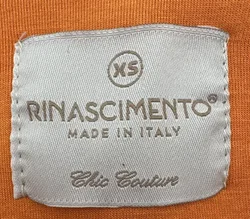 XS
RINASCIMENTO®
MADE IN ITALY
Chic Couture